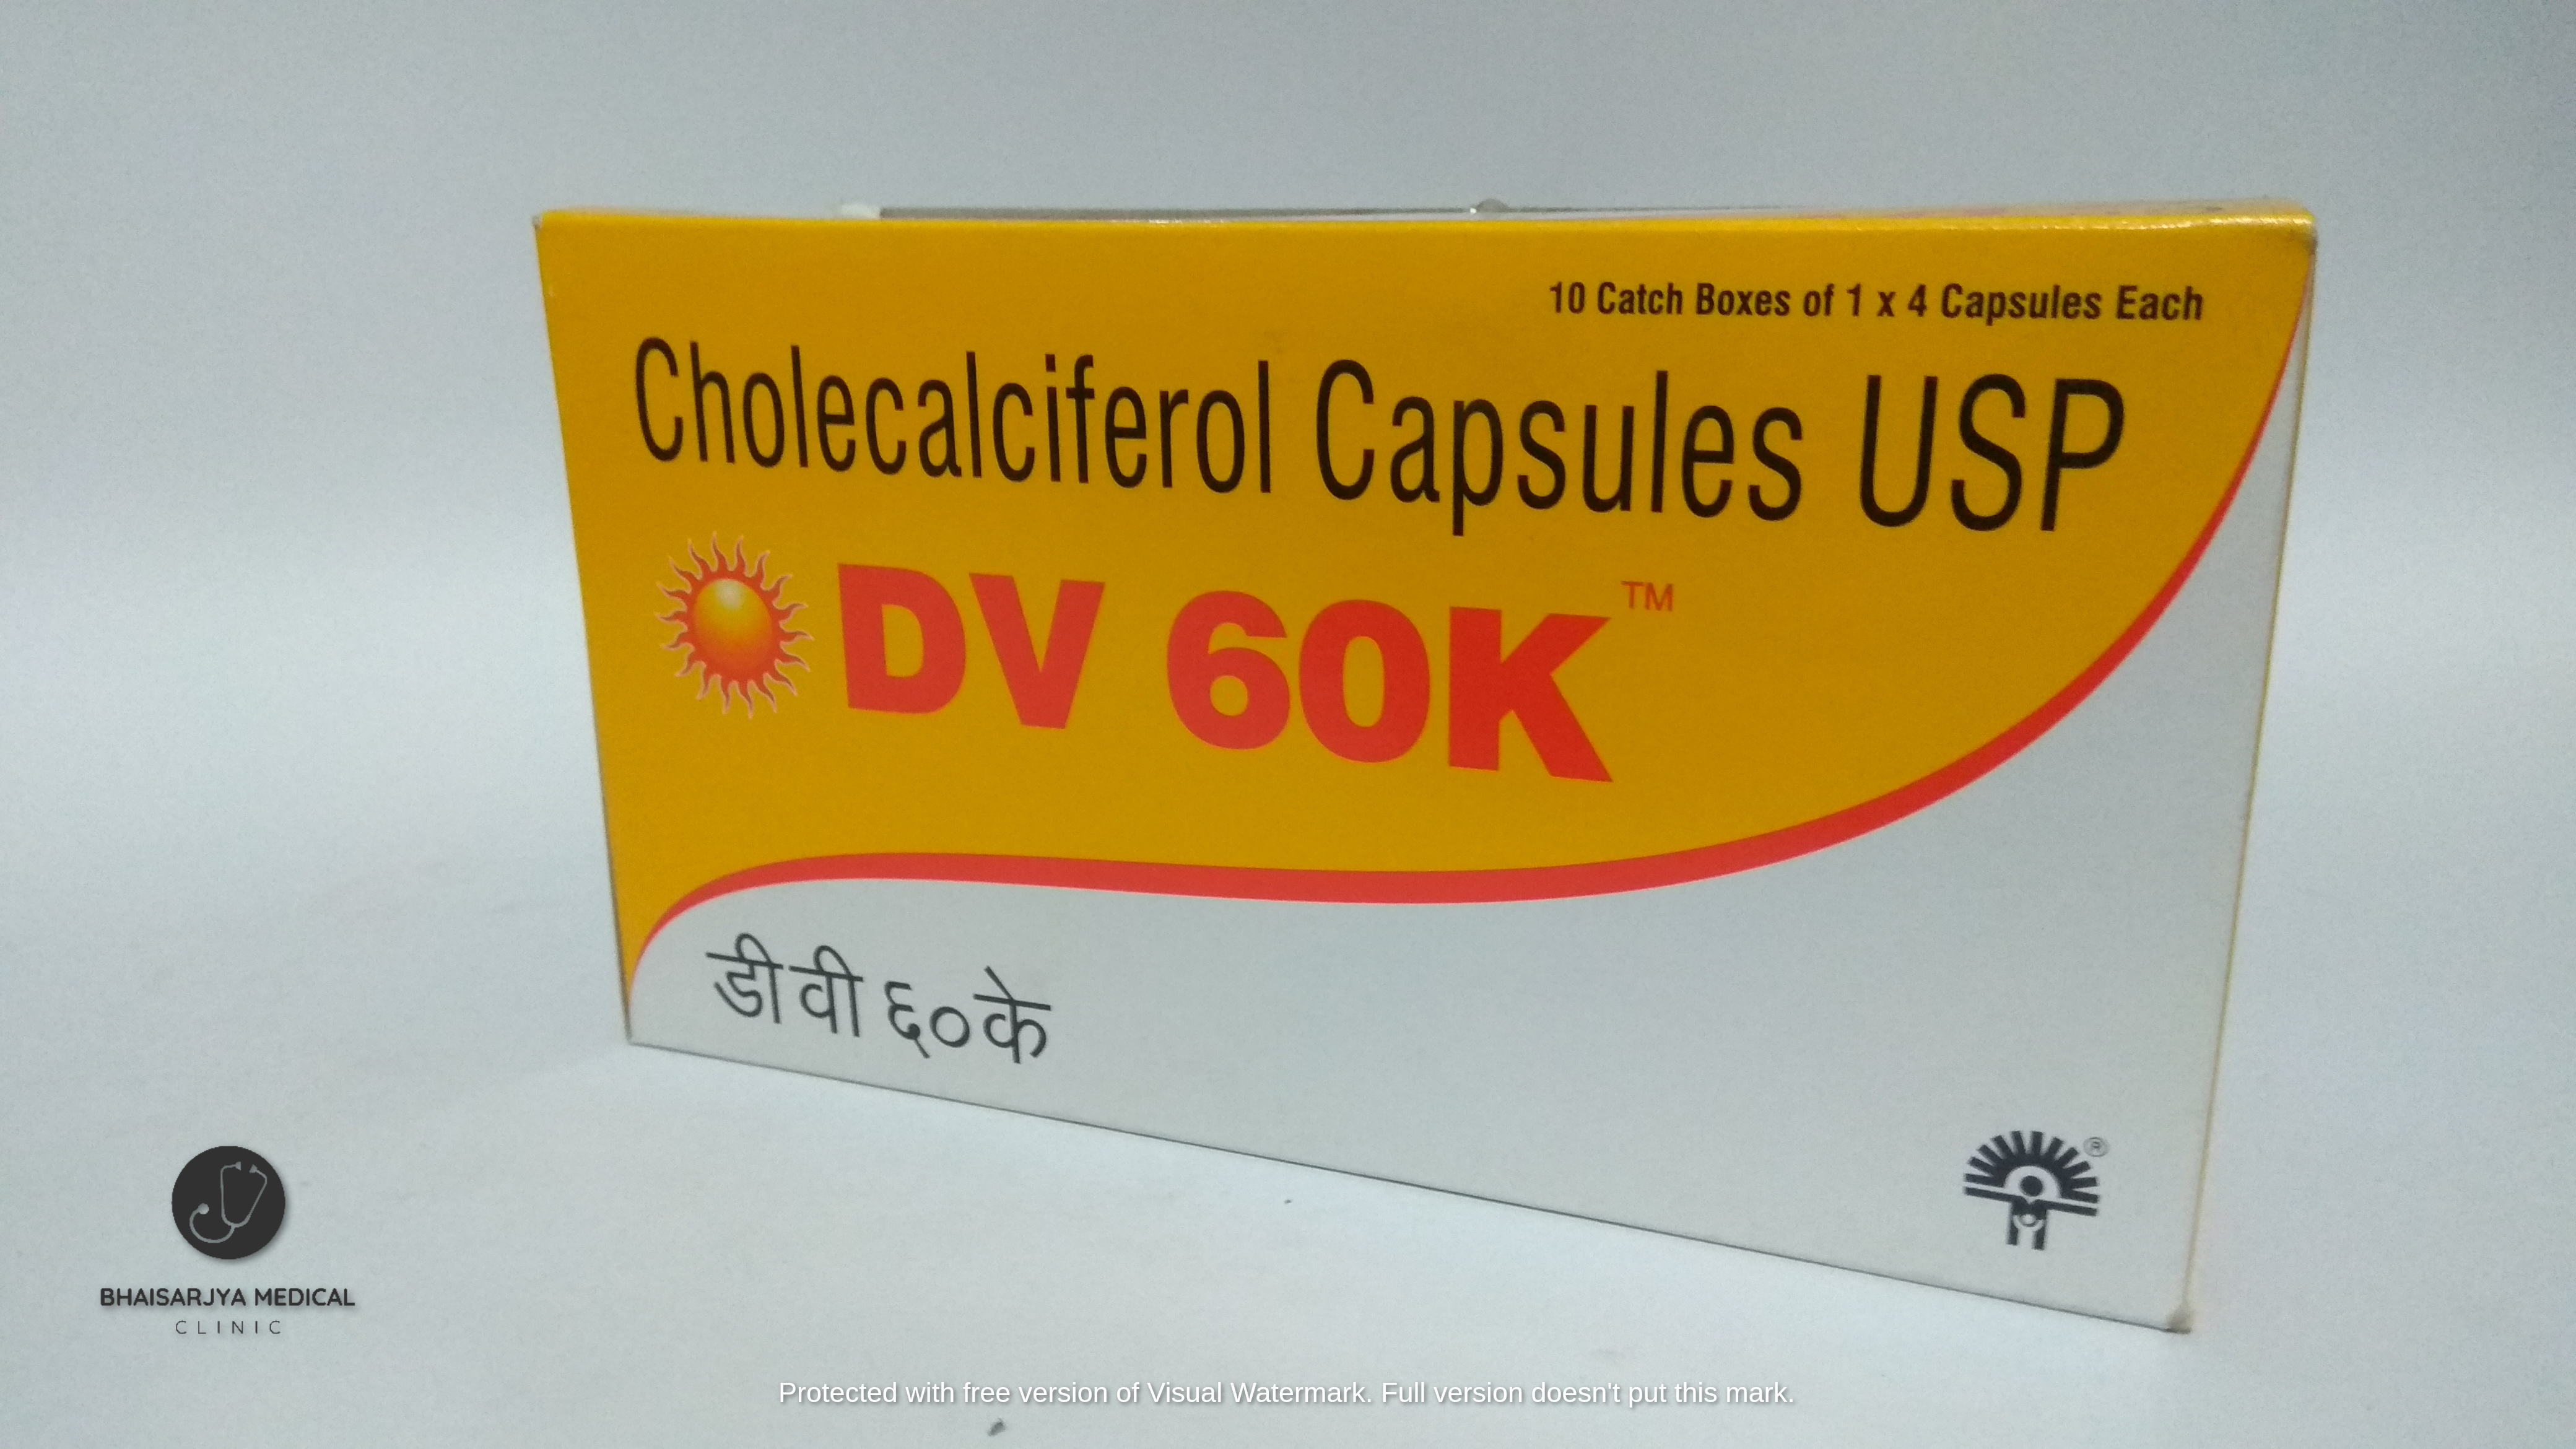 10 Catch Boxes of 1 x 4 Capsules Each
Cholecalciferol Capsules USP
DV 60K™
डी वी ६० के
®
BHAISARJYA MEDICAL
CLINIC
Protected with free version of Visual Watermark. Full version doesn't put this mark.